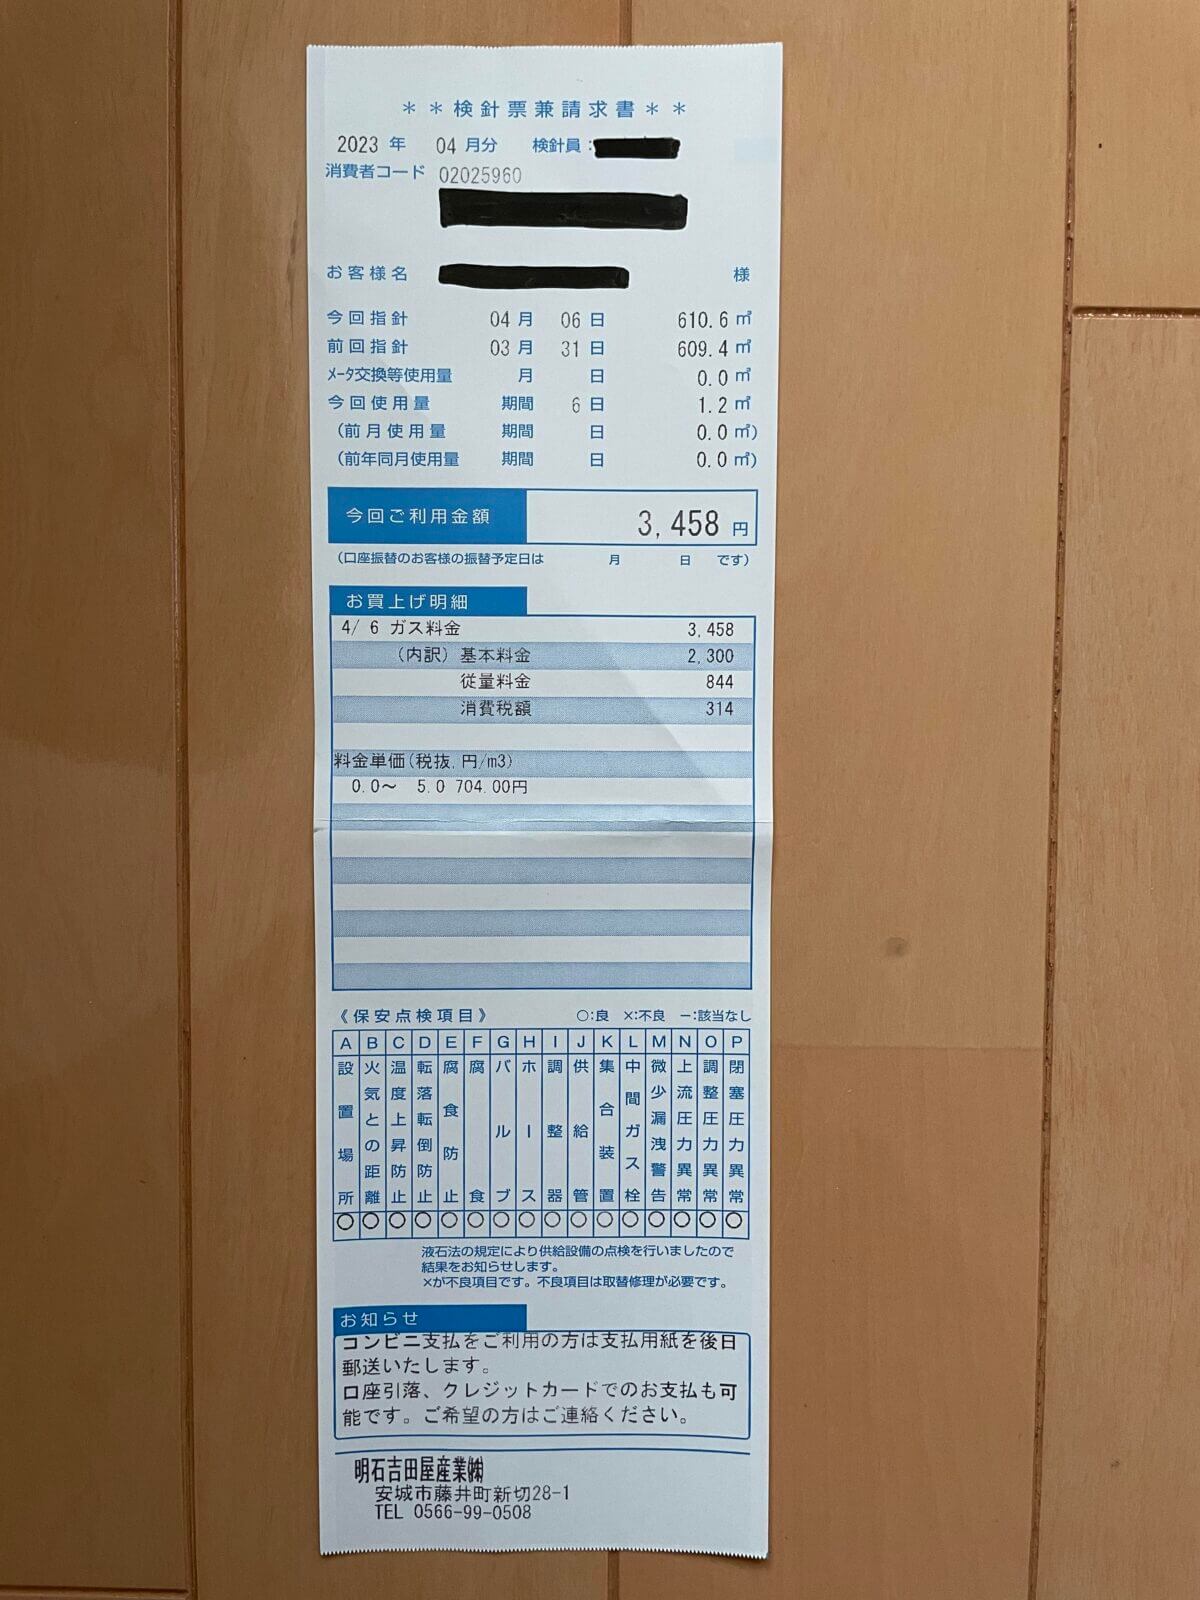 ＊＊検針票兼請求書＊＊
2023 年 04 月分 検針員：
消費者コード 02025960
お客様名 様
今回指針 04 月 06 日 610.6 ㎥
前回指針 03 月 31 日 609.4 ㎥
ﾒｰﾀ交換等使用量 月 日 0.0 ㎥
今回使用量 期間 6 日 1.2 ㎥
(前月使用量 期間 日 0.0 ㎥)
(前年同月使用量 期間 日 0.0 ㎥)
今回ご利用金額 3,458 円
(口座振替のお客様の振替予定日は 月 日 です)
お買上げ明細
4/ 6 ガス料金 3,458
(内訳) 基本料金 2,300
従量料金 844
消費税額 314
料金単価(税抜,円/m3)
0.0～ 5.0 704.00円
《保安点検項目》 ○:良 ×:不良 −:該当なし
A B C D E F G H I J K L M N O P
設置場所 火気との距離 温度上昇防止 転落転倒防止 腐食防止 腐食 バルブ ホース 調整器 供給管 集合装置 中間ガス栓 微少漏洩警告 上流圧力異常 調整圧力異常 閉塞圧力異常
○ ○ ○ ○ ○ ○ ○ ○ ○ ○ ○ ○ ○ ○ ○ ○
液石法の規定により供給設備の点検を行いましたので
結果をお知らせします。
×が不良項目です。不良項目は取替修理が必要です。
お知らせ
コンビニ支払をご利用の方は支払用紙を後日
郵送いたします。
口座引落、クレジットカードでのお支払も可
能です。ご希望の方はご連絡ください。
明石吉田屋産業㈱
安城市藤井町新切28-1
TEL 0566-99-0508